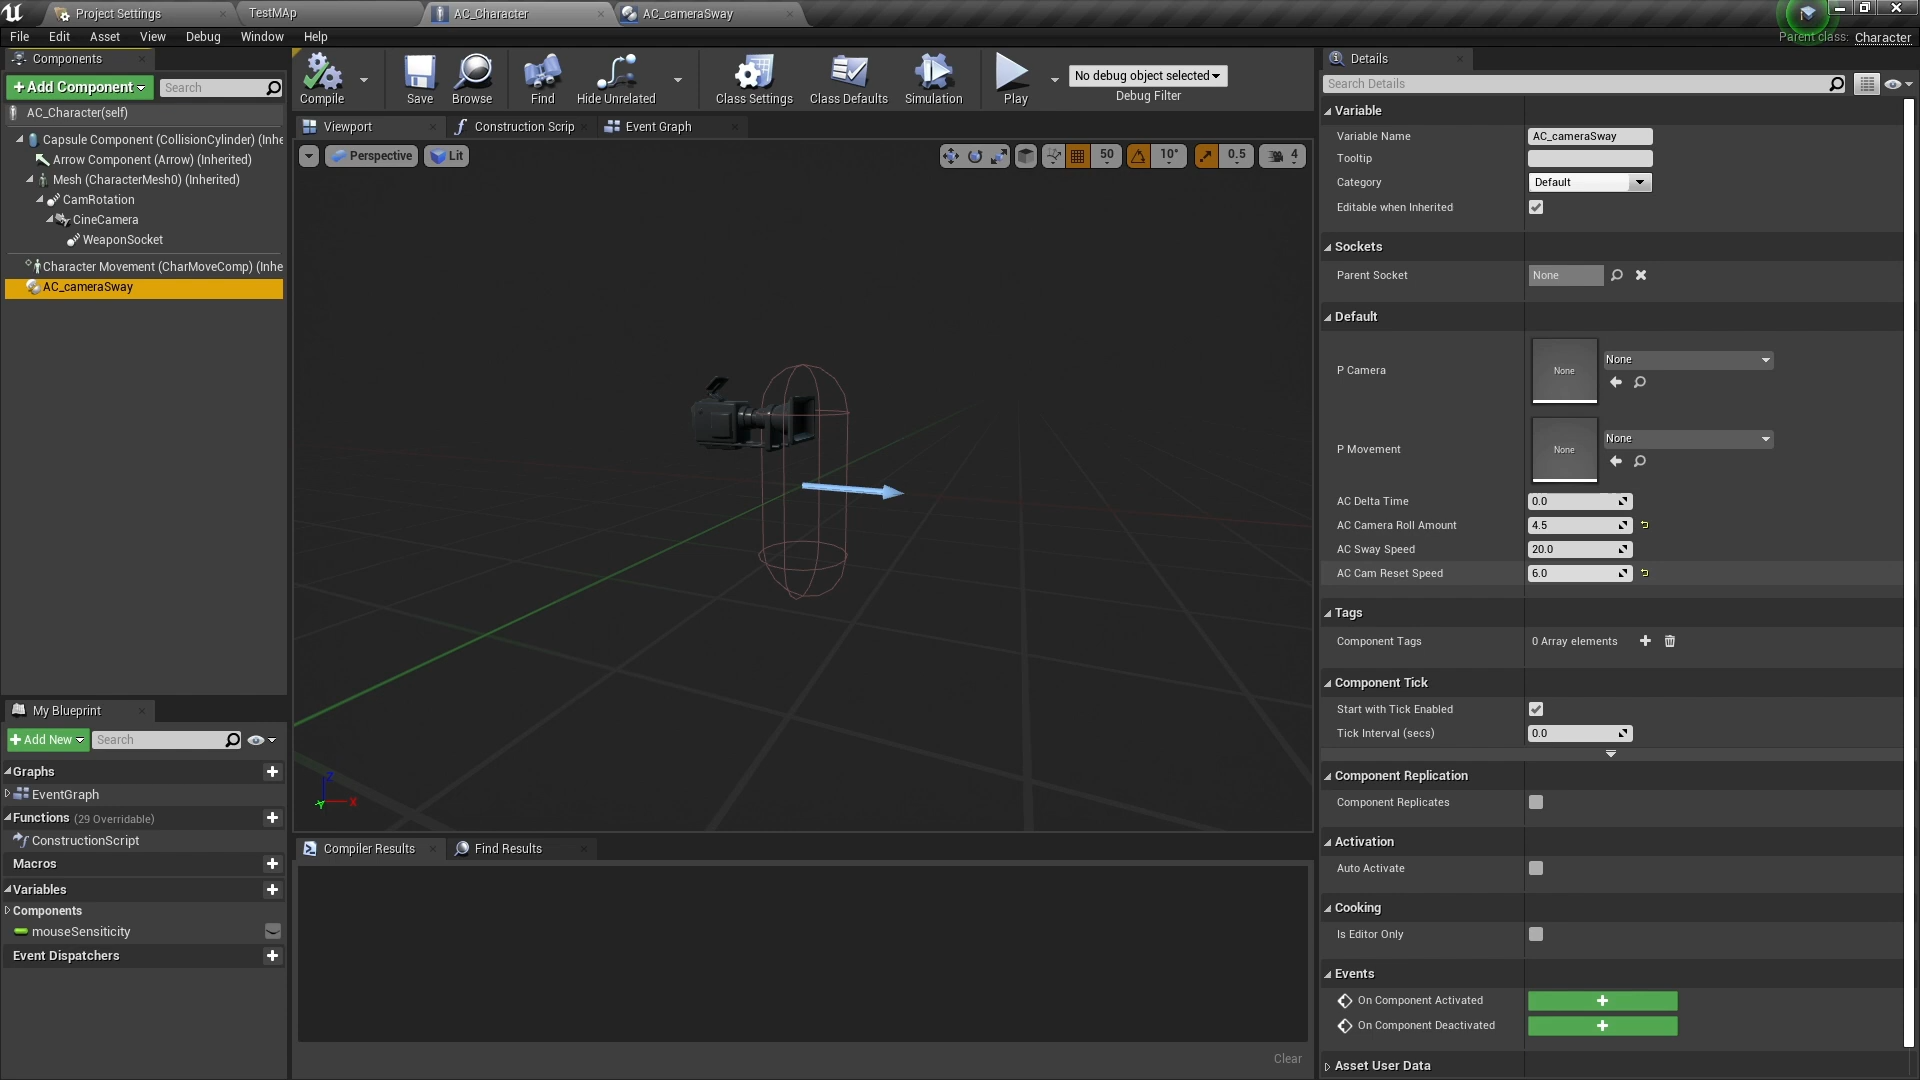 Project Settings
TestMAp
AC_Character
AC_cameraSway
File Edit Asset View Debug Window Help
Parent class: Character
Components
+Add Component
Search
AC_Character(self)
Capsule Component (CollisionCylinder) (Inhe
Arrow Component (Arrow) (Inherited)
Mesh (CharacterMesh0) (Inherited)
CamRotation
CineCamera
WeaponSocket
Character Movement (CharMoveComp) (Inhe
AC_cameraSway
My Blueprint
+Add New
Search
Graphs
EventGraph
Functions (29 Overridable)
ConstructionScript
Macros
Variables
Components
mouseSensiticity
Event Dispatchers
Compile
Save
Browse
Find
Hide Unrelated
Class Settings
Class Defaults
Simulation
Play
No debug object selected
Debug Filter
Viewport
Construction Scrip
Event Graph
Perspective
Lit
50
10°
0.5
4
Z
Y
X
Compiler Results
Find Results
Clear
Details
Search Details
Variable
Variable Name AC_cameraSway
Tooltip
Category Default
Editable when Inherited
Sockets
Parent Socket None
Default
P Camera None None
P Movement None None
AC Delta Time 0.0
AC Camera Roll Amount 4.5
AC Sway Speed 20.0
AC Cam Reset Speed 6.0
Tags
Component Tags 0 Array elements
Component Tick
Start with Tick Enabled
Tick Interval (secs) 0.0
Component Replication
Component Replicates
Activation
Auto Activate
Cooking
Is Editor Only
Events
On Component Activated
On Component Deactivated
Asset User Data